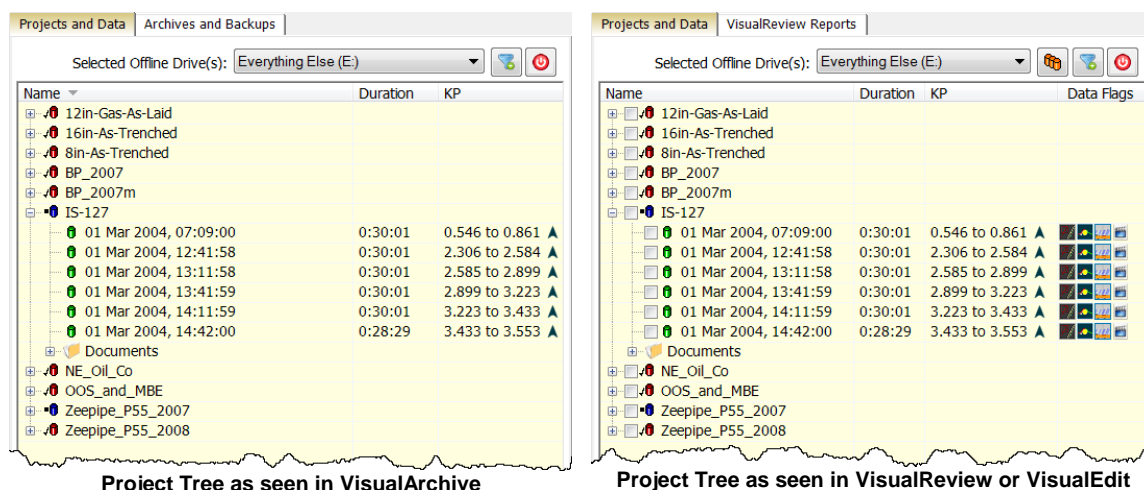 Projects and Data Archives and Backups
Selected Offline Drive(s): Everything Else (E:)
Name Duration KP
12in-Gas-As-Laid
16in-As-Trenched
8in-As-Trenched
BP_2007
BP_2007m
IS-127
01 Mar 2004, 07:09:00 0:30:01 0.546 to 0.861
01 Mar 2004, 12:41:58 0:30:01 2.306 to 2.584
01 Mar 2004, 13:11:58 0:30:01 2.585 to 2.899
01 Mar 2004, 13:41:59 0:30:01 2.899 to 3.223
01 Mar 2004, 14:11:59 0:30:01 3.223 to 3.433
01 Mar 2004, 14:42:00 0:28:29 3.433 to 3.553
Documents
NE_Oil_Co
OOS_and_MBE
Zeepipe_P55_2007
Zeepipe_P55_2008
Project Tree as seen in VisualArchive
Projects and Data VisualReview Reports
Selected Offline Drive(s): Everything Else (E:)
Name Duration KP Data Flags
12in-Gas-As-Laid
16in-As-Trenched
8in-As-Trenched
BP_2007
BP_2007m
IS-127
01 Mar 2004, 07:09:00 0:30:01 0.546 to 0.861
01 Mar 2004, 12:41:58 0:30:01 2.306 to 2.584
01 Mar 2004, 13:11:58 0:30:01 2.585 to 2.899
01 Mar 2004, 13:41:59 0:30:01 2.899 to 3.223
01 Mar 2004, 14:11:59 0:30:01 3.223 to 3.433
01 Mar 2004, 14:42:00 0:28:29 3.433 to 3.553
Documents
NE_Oil_Co
OOS_and_MBE
Zeepipe_P55_2007
Zeepipe_P55_2008
Project Tree as seen in VisualReview or VisualEdit